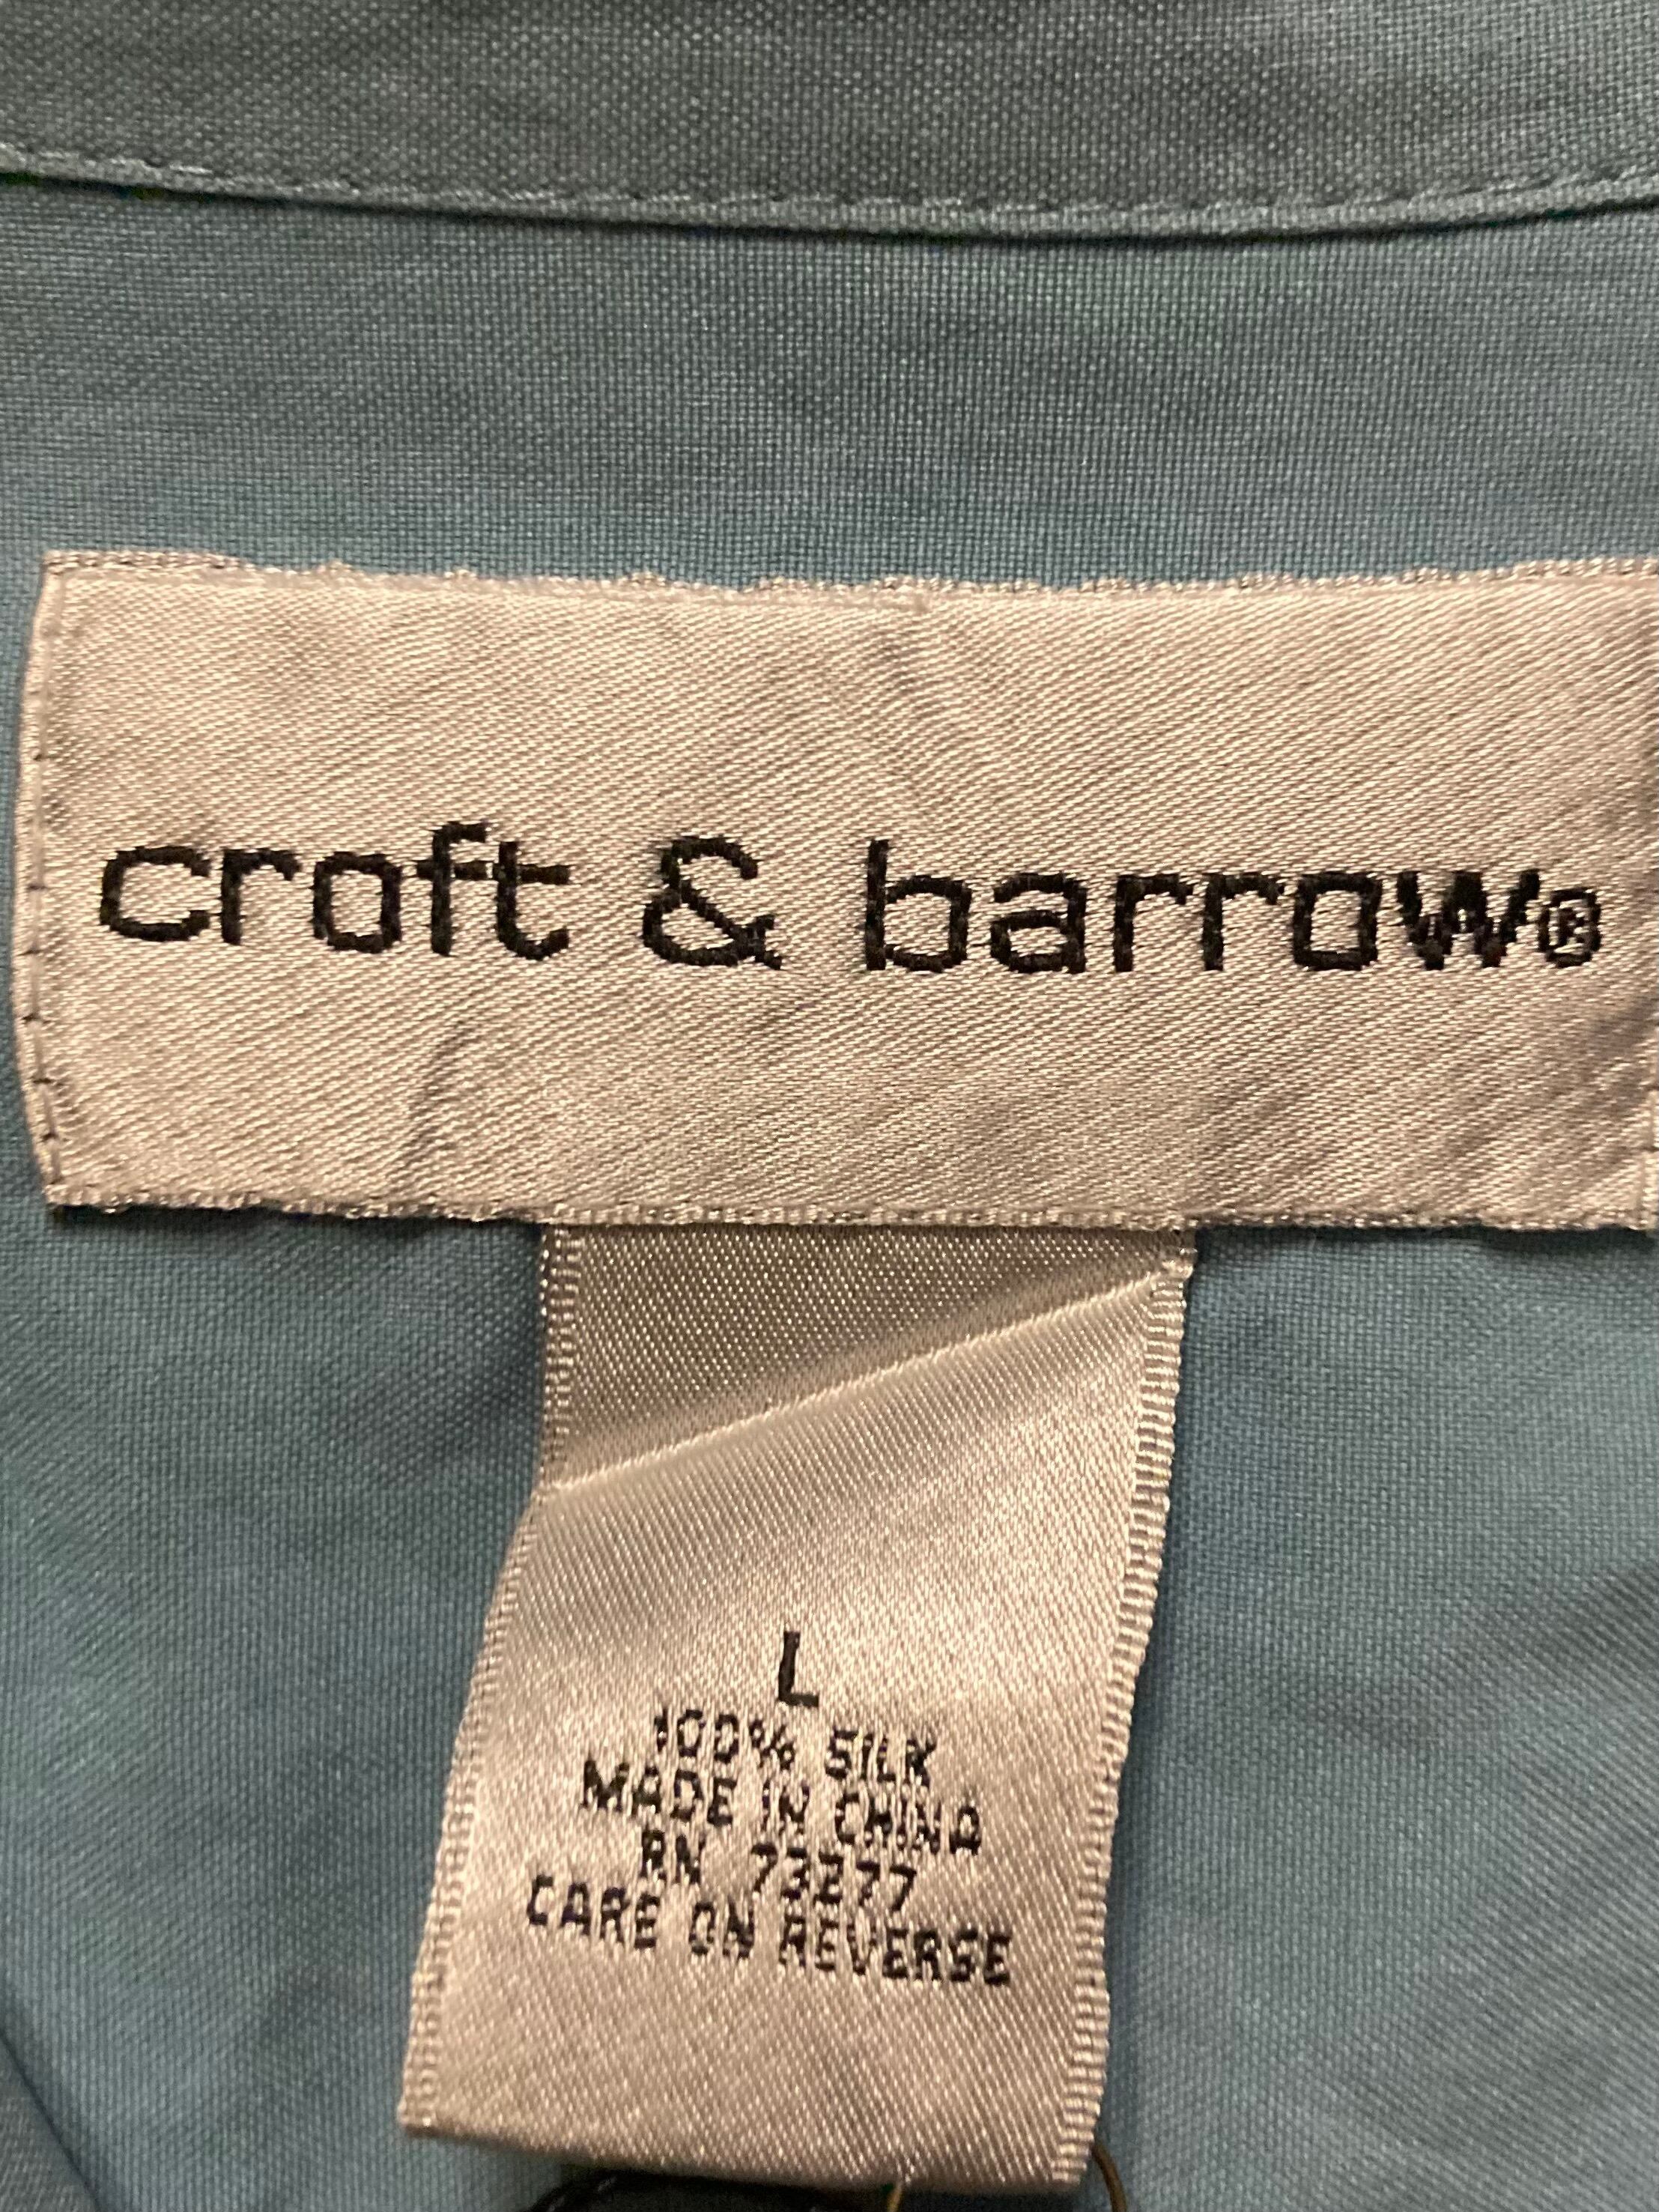 croft & barrow®
L
100% SILK
MADE IN CHINA
RN 73277
CARE ON REVERSE